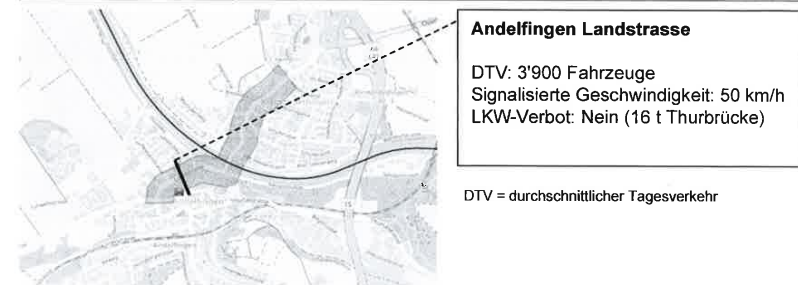 Andelfingen Landstrasse
DTV: 3'900 Fahrzeuge
Signalisierte Geschwindigkeit: 50 km/h
LKW-Verbot: Nein (16 t Thurbrücke)
DTV = durchschnittlicher Tagesverkehr